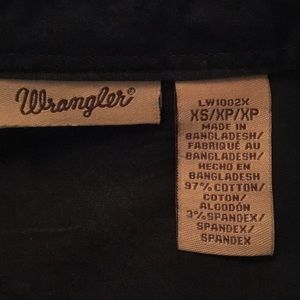 Wrangler®
LW1002X
XS/XP/XP
MADE IN
BANGLADESH/
FABRIQUÉ AU
BANGLADESH/
HECHO EN
BANGLADESH
97% COTTON/
COTON/
ALGODÓN
3% SPANDEX/
SPANDEX/
SPANDEX